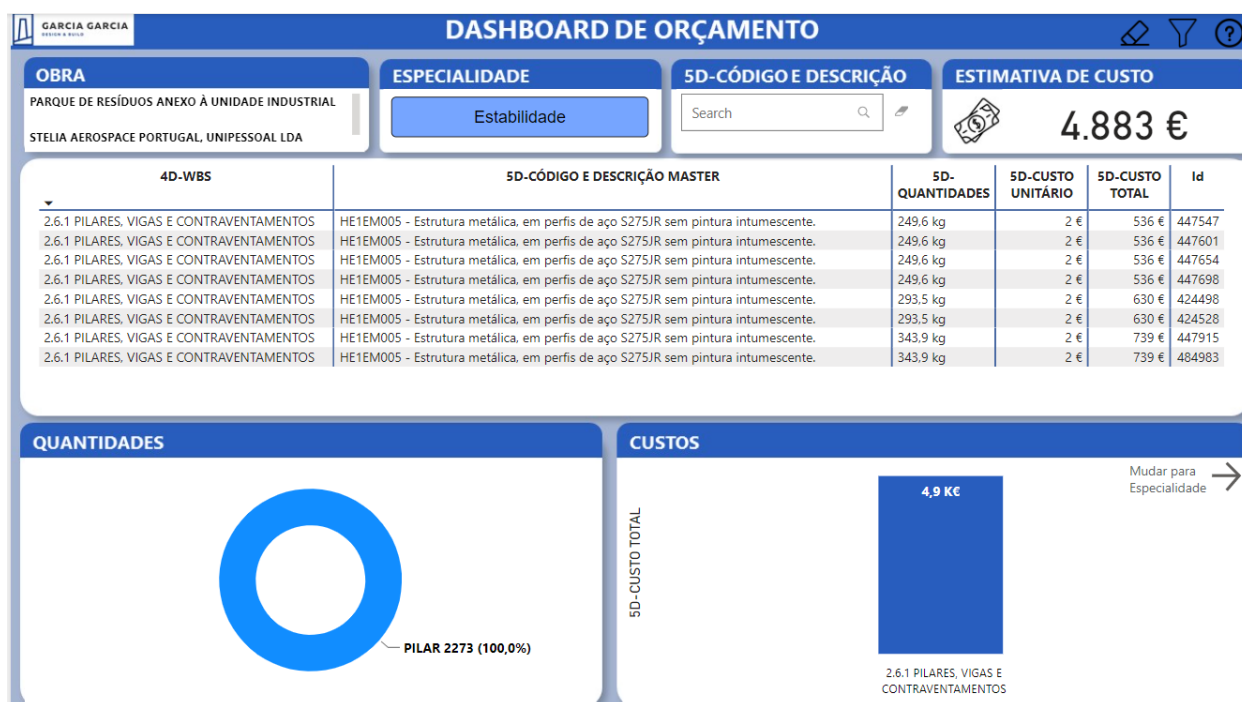 GARCIA GARCIA
DESIGN & BUILD
DASHBOARD DE ORÇAMENTO
?
OBRA
PARQUE DE RESÍDUOS ANEXO À UNIDADE INDUSTRIAL
STELIA AEROSPACE PORTUGAL, UNIPESSOAL LDA
ESPECIALIDADE
Estabilidade
5D-CÓDIGO E DESCRIÇÃO
Search
ESTIMATIVA DE CUSTO
4.883 €
4D-WBS 5D-CÓDIGO E DESCRIÇÃO MASTER 5D-QUANTIDADES 5D-CUSTO UNITÁRIO 5D-CUSTO TOTAL Id
2.6.1 PILARES, VIGAS E CONTRAVENTAMENTOS HE1EM005 - Estrutura metálica, em perfis de aço S275JR sem pintura intumescente. 249,6 kg 2 € 536 € 447547
2.6.1 PILARES, VIGAS E CONTRAVENTAMENTOS HE1EM005 - Estrutura metálica, em perfis de aço S275JR sem pintura intumescente. 249,6 kg 2 € 536 € 447601
2.6.1 PILARES, VIGAS E CONTRAVENTAMENTOS HE1EM005 - Estrutura metálica, em perfis de aço S275JR sem pintura intumescente. 249,6 kg 2 € 536 € 447654
2.6.1 PILARES, VIGAS E CONTRAVENTAMENTOS HE1EM005 - Estrutura metálica, em perfis de aço S275JR sem pintura intumescente. 249,6 kg 2 € 536 € 447698
2.6.1 PILARES, VIGAS E CONTRAVENTAMENTOS HE1EM005 - Estrutura metálica, em perfis de aço S275JR sem pintura intumescente. 293,5 kg 2 € 630 € 424498
2.6.1 PILARES, VIGAS E CONTRAVENTAMENTOS HE1EM005 - Estrutura metálica, em perfis de aço S275JR sem pintura intumescente. 293,5 kg 2 € 630 € 424528
2.6.1 PILARES, VIGAS E CONTRAVENTAMENTOS HE1EM005 - Estrutura metálica, em perfis de aço S275JR sem pintura intumescente. 343,9 kg 2 € 739 € 447915
2.6.1 PILARES, VIGAS E CONTRAVENTAMENTOS HE1EM005 - Estrutura metálica, em perfis de aço S275JR sem pintura intumescente. 343,9 kg 2 € 739 € 484983
QUANTIDADES
PILAR 2273 (100,0%)
CUSTOS
Mudar para
Especialidade
5D-CUSTO TOTAL
4,9 K€
2.6.1 PILARES, VIGAS E
CONTRAVENTAMENTOS